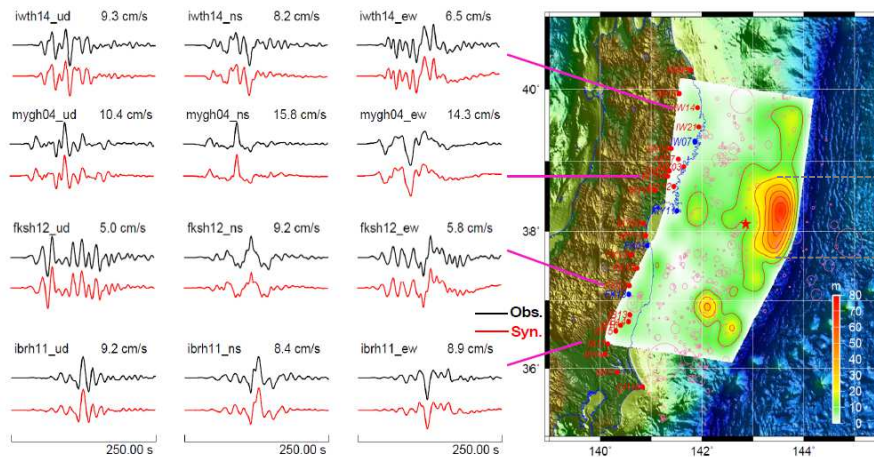 iwth14_ud 9.3 cm/s
iwth14_ns 8.2 cm/s
iwth14_ew 6.5 cm/s
mygh04_ud 10.4 cm/s
mygh04_ns 15.8 cm/s
mygh04_ew 14.3 cm/s
fksh12_ud 5.0 cm/s
fksh12_ns 9.2 cm/s
fksh12_ew 5.8 cm/s
Obs.
Syn.
ibrh11_ud 9.2 cm/s
ibrh11_ns 8.4 cm/s
ibrh11_ew 8.9 cm/s
250.00 s
250.00 s
250.00 s
40°
38°
36°
IW14
IW21
IW07
MY11
m
80
70
60
50
40
30
20
10
0
140°
142°
144°